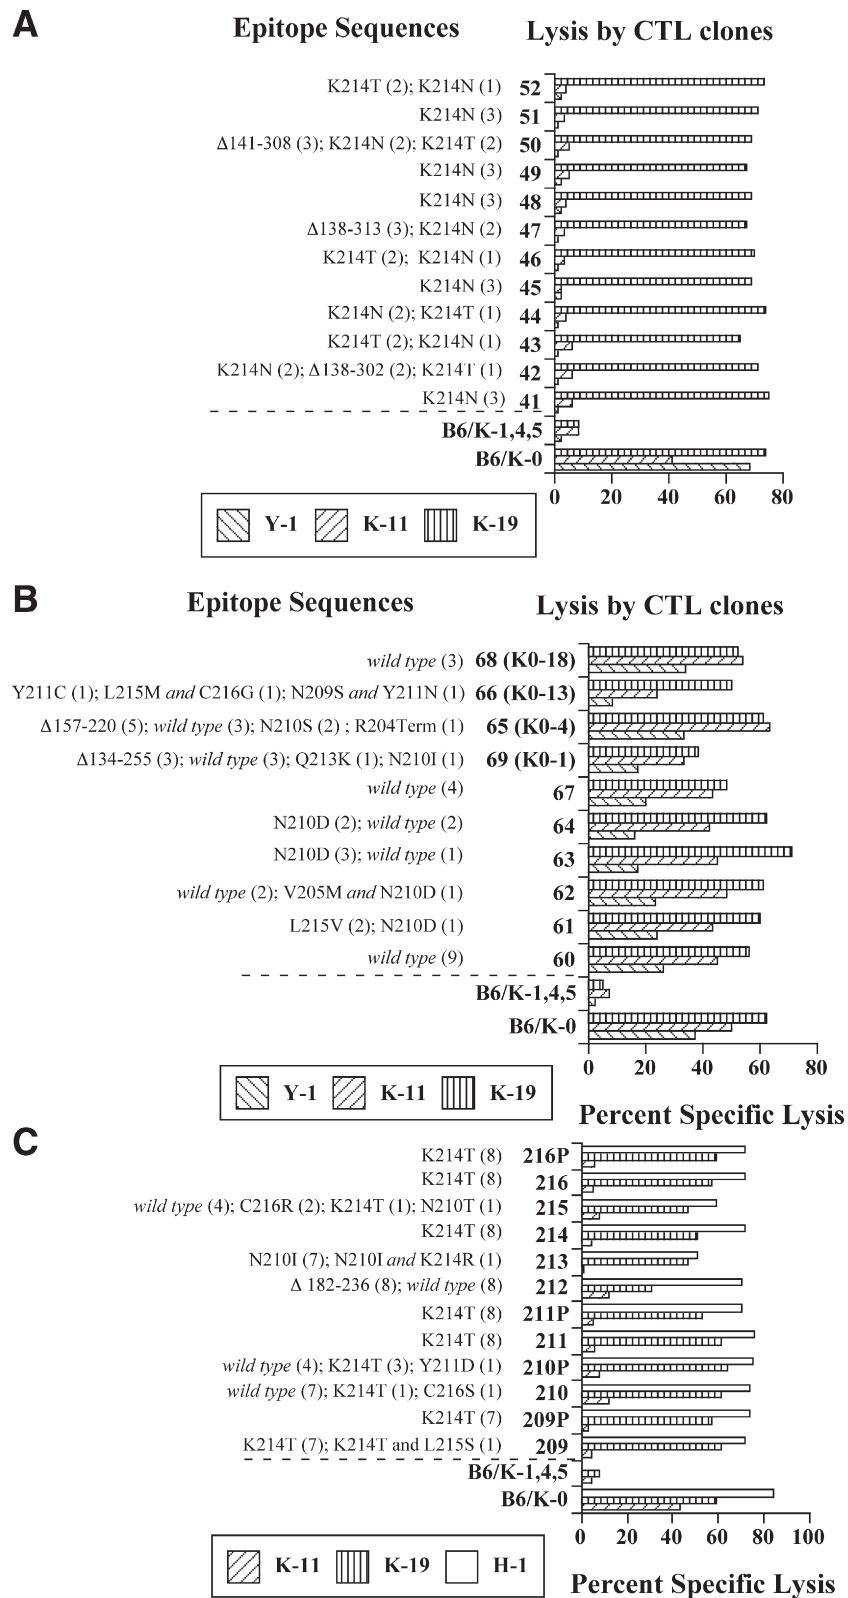 A
Epitope Sequences Lysis by CTL clones
K214T (2); K214N (1) 52
K214N (3) 51
Δ141-308 (3); K214N (2); K214T (2) 50
K214N (3) 49
K214N (3) 48
Δ138-313 (3); K214N (2) 47
K214T (2); K214N (1) 46
K214N (3) 45
K214N (2); K214T (1) 44
K214T (2); K214N (1) 43
K214N (2); Δ138-302 (2); K214T (1) 42
K214N (3) 41
B6/K-1,4,5
B6/K-0
0 20 40 60 80
Y-1 K-11 K-19
B
Epitope Sequences Lysis by CTL clones
wild type (3) 68 (K0-18)
Y211C (1); L215M and C216G (1); N209S and Y211N (1) 66 (K0-13)
Δ157-220 (5); wild type (3); N210S (2) ; R204Term (1) 65 (K0-4)
Δ134-255 (3); wild type (3); Q213K (1); N210I (1) 69 (K0-1)
wild type (4) 67
N210D (2); wild type (2) 64
N210D (3); wild type (1) 63
wild type (2); V205M and N210D (1) 62
L215V (2); N210D (1) 61
wild type (9) 60
B6/K-1,4,5
B6/K-0
0 20 40 60 80
Y-1 K-11 K-19
Percent Specific Lysis
C
K214T (8) 216P
K214T (8) 216
wild type (4); C216R (2); K214T (1); N210T (1) 215
K214T (8) 214
N210I (7); N210I and K214R (1) 213
Δ 182-236 (8); wild type (8) 212
K214T (8) 211P
K214T (8) 211
wild type (4); K214T (3); Y211D (1) 210P
wild type (7); K214T (1); C216S (1) 210
K214T (7) 209P
K214T (7); K214T and L215S (1) 209
B6/K-1,4,5
B6/K-0
0 20 40 60 80 100
K-11 K-19 H-1
Percent Specific Lysis